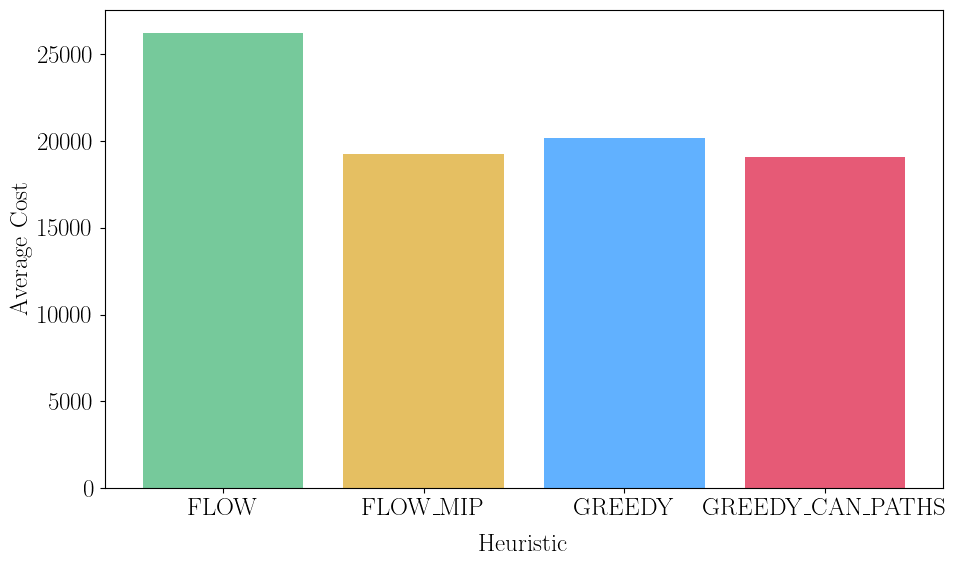 25000
20000
15000
10000
5000
0
Average Cost
FLOW
FLOW_MIP
GREEDY
GREEDY_CAN_PATHS
Heuristic